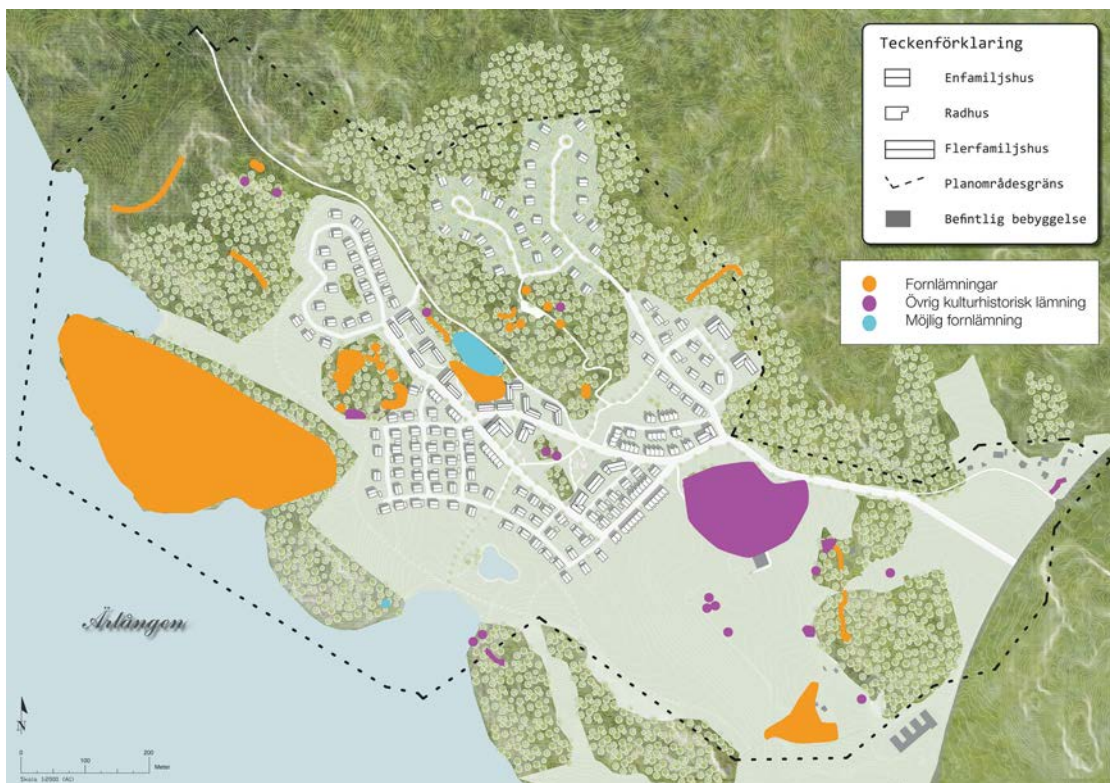 Teckenförklaring
Enfamiljshus
Radhus
Flerfamiljshus
Planområdesgräns
Befintlig bebyggelse
Fornlämningar
Övrig kulturhistorisk lämning
Möjlig fornlämning
Ärlången
N
0 100 200
Meter